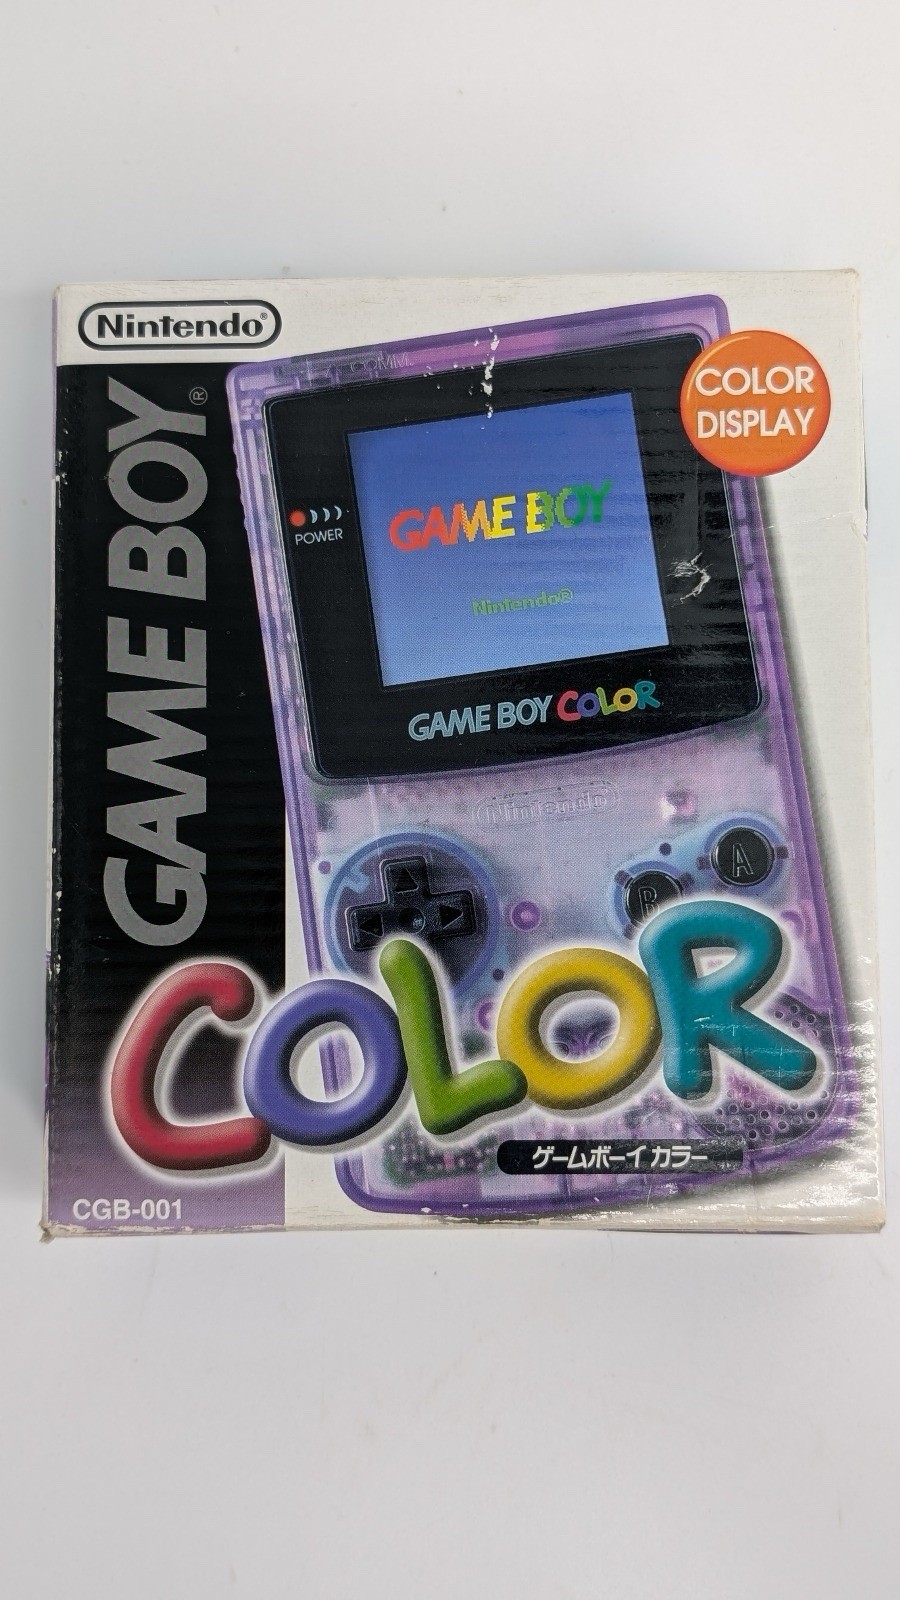 Nintendo®
GAME BOY®
COMM.
COLOR
DISPLAY
POWER
GAME BOY
Nintendo®
GAME BOY COLOR
Nintendo
A
B
COLOR
ゲームボーイカラー
CGB-001